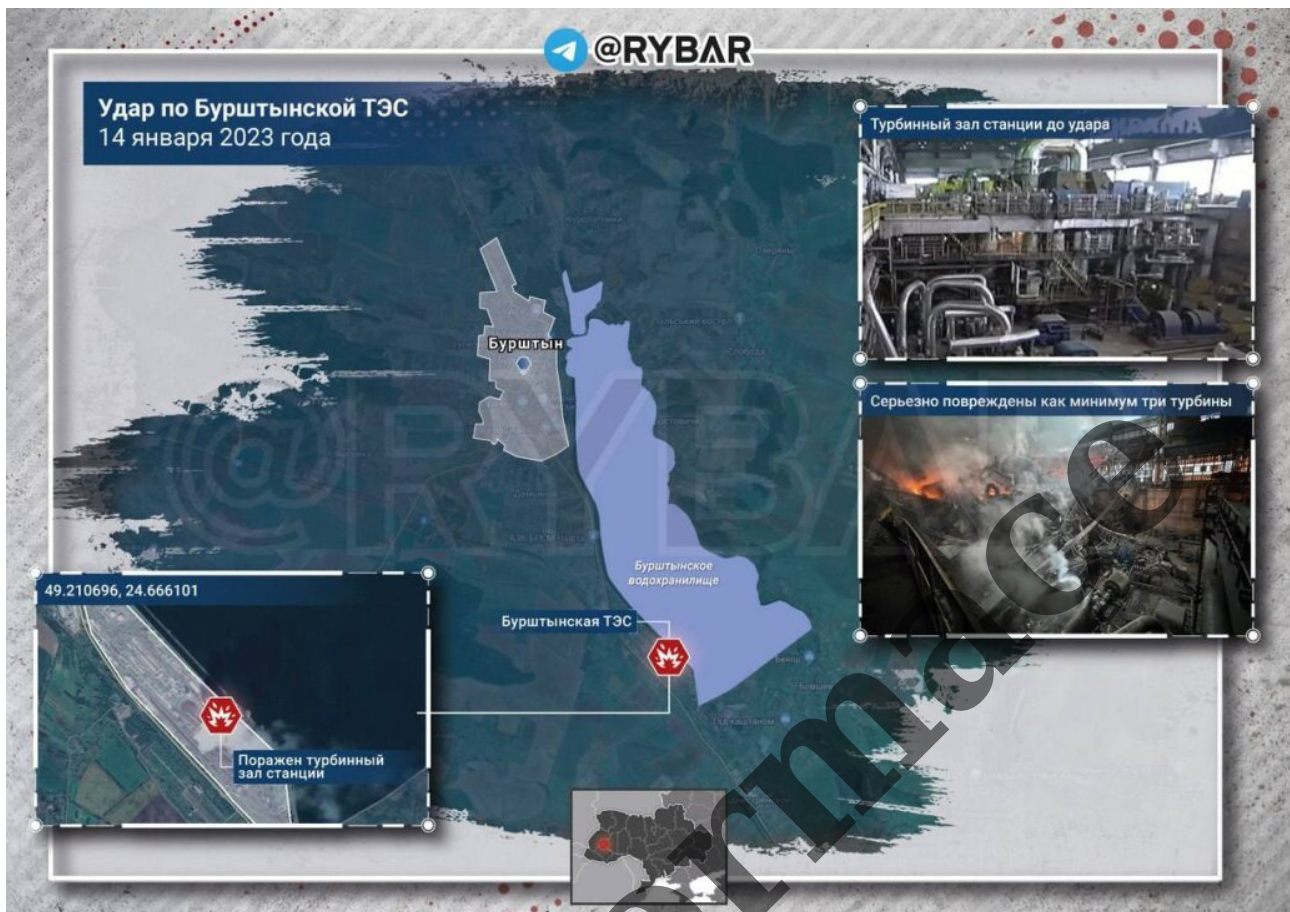 @RYBAR
Удар по Бурштынской ТЭС
14 января 2023 года
Турбинный зал станции до удара
Бурштын
Серьезно повреждены как минимум три турбины
@RYBAR
Бурштынское
водохранилище
49.210696, 24.666101
Бурштынская ТЭС
Поражен турбинный
зал станции